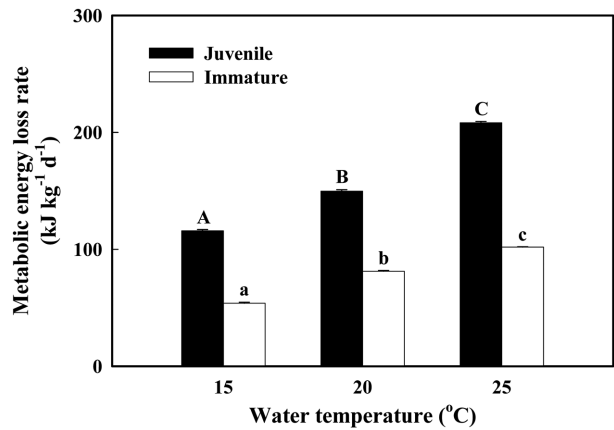 Metabolic energy loss rate
(kJ kg⁻¹ d⁻¹)
300
200
100
0
Juvenile
Immature
A
a
B
b
C
c
15
20
25
Water temperature (°C)